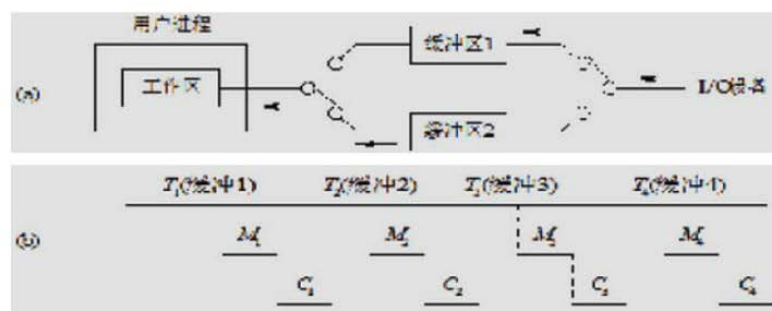 用户进程
缓冲区1
(a) 工作区 I/O设备
缓冲区2
T₁(缓冲1) T₂(缓冲2) T₃(缓冲3) T₄(缓冲4)
(b) M₁ M₂ M₃ M₄
C₁ C₂ C₃ C₄